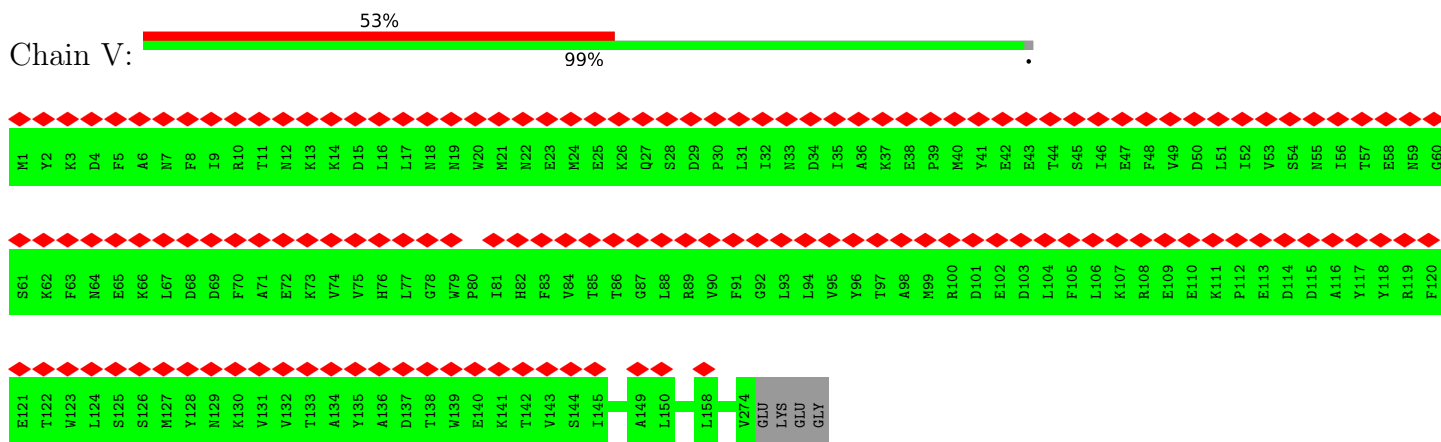 53%
Chain V:
99%
.
M1 Y2 K3 D4 F5 A6 N7 F8 I9 R10 T11 N12 K13 K14 D15 L16 L17 N18 N19 W20 M21 N22 E23 M24 E25 K26 Q27 S28 D29 P30 L31 I32 N33 D34 I35 A36 K37 E38 P39 M40 Y41 E42 E43 T44 S45 I46 E47 F48 V49 D50 L51 I52 V53 S54 N55 I56 T57 E58 N59 G60
S61 K62 F63 N64 E65 K66 L67 D68 D69 F70 A71 E72 K73 V74 V75 H76 L77 G78 W79 P80 I81 H82 F83 V84 T85 T86 G87 L88 R89 V90 F91 G92 L93 L94 V95 Y96 T97 A98 M99 R100 D101 E102 D103 L104 F105 L106 K107 R108 E109 E110 K111 P112 E113 D114 D115 A116 Y117 Y118 R119 F120
E121 T122 W123 L124 S125 S126 M127 Y128 N129 K130 V131 V132 T133 A134 Y135 A136 D137 T138 W139 E140 K141 T142 V143 S144 I145 A149 L150 L158 V274 GLU LYS GLU GLY